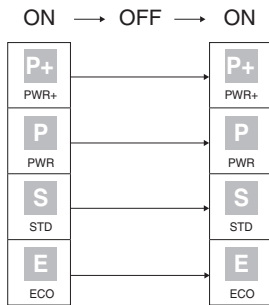 ON → OFF → ON
P+ P+
PWR+ PWR+
P P
PWR PWR
S S
STD STD
E E
ECO ECO